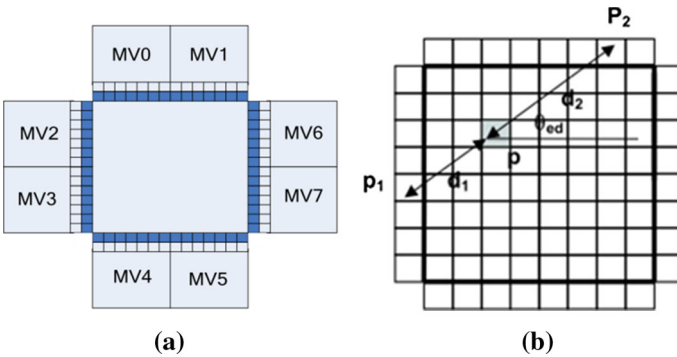 MV0 MV1
MV2
MV3
MV6
MV7
MV4 MV5
(a)
P₂
d₂
θed
p
p₁
d₁
(b)